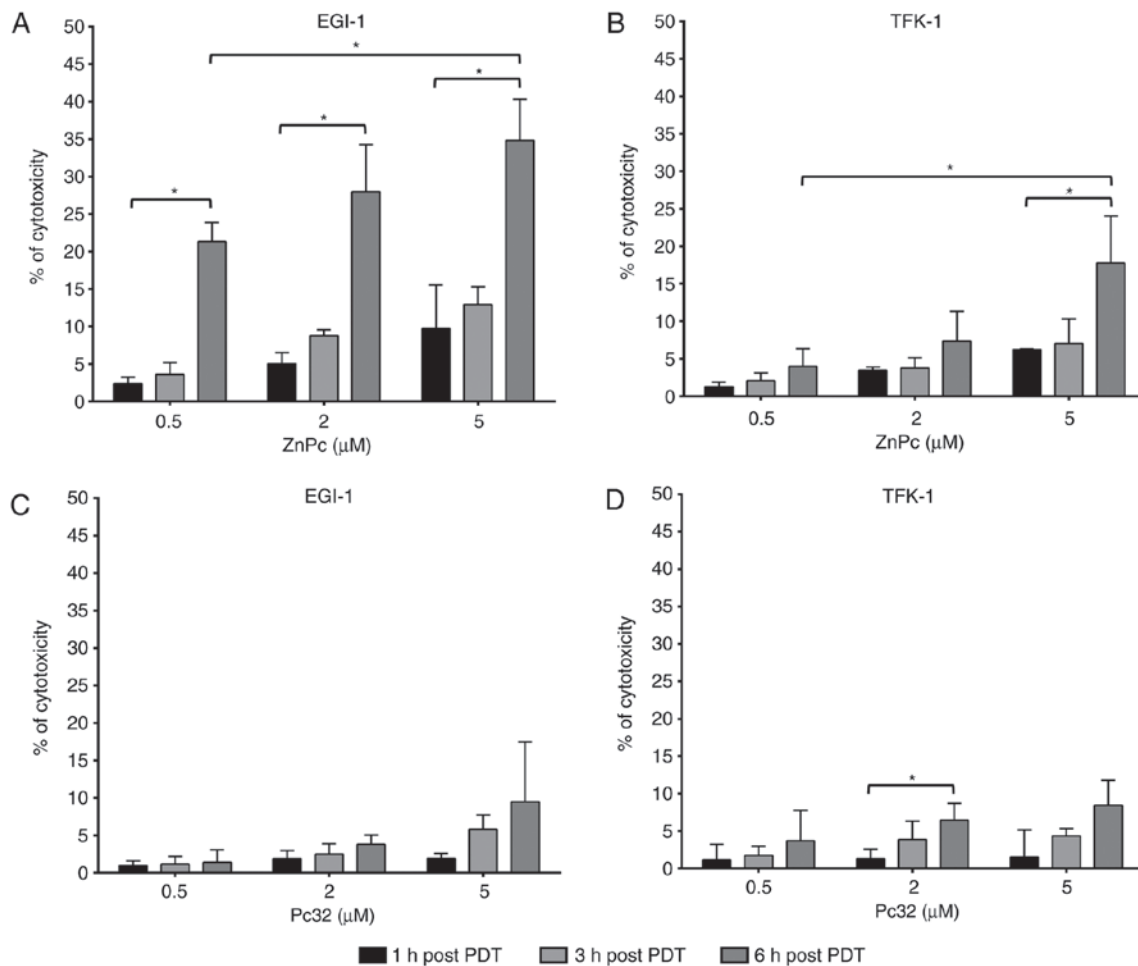 A
EGI-1
% of cytotoxicity
50
45
40
35
30
25
20
15
10
5
0
*
*
*
*
0.5 2 5
ZnPc (µM)
B
TFK-1
% of cytotoxicity
50
45
40
35
30
25
20
15
10
5
0
*
*
0.5 2 5
ZnPc (µM)
C
EGI-1
% of cytotoxicity
50
45
40
35
30
25
20
15
10
5
0
0.5 2 5
Pc32 (µM)
D
TFK-1
% of cytotoxicity
50
45
40
35
30
25
20
15
10
5
0
*
0.5 2 5
Pc32 (µM)
1 h post PDT 3 h post PDT 6 h post PDT